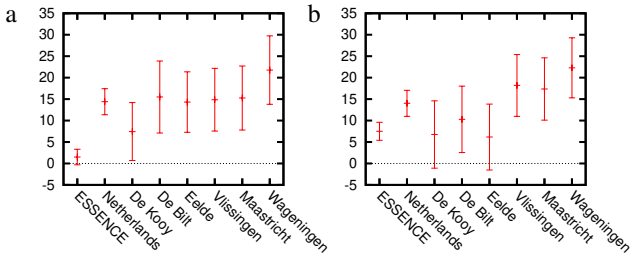 a
35
30
25
20
15
10
5
0
-5
ESSENCE
Netherlands
De Kooy
De Bilt
Eelde
Vlissingen
Maastricht
Wageningen
b
35
30
25
20
15
10
5
0
-5
ESSENCE
Netherlands
De Kooy
De Bilt
Eelde
Vlissingen
Maastricht
Wageningen